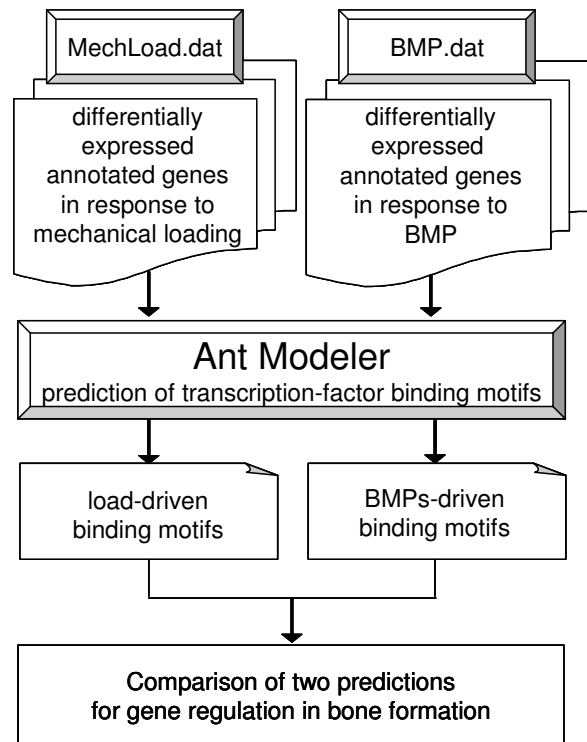 MechLoad.dat
differentially
expressed
annotated genes
in response to
mechanical loading
BMP.dat
differentially
expressed
annotated genes
in response to
BMP
Ant Modeler
prediction of transcription-factor binding motifs
load-driven
binding motifs
BMPs-driven
binding motifs
Comparison of two predictions
for gene regulation in bone formation